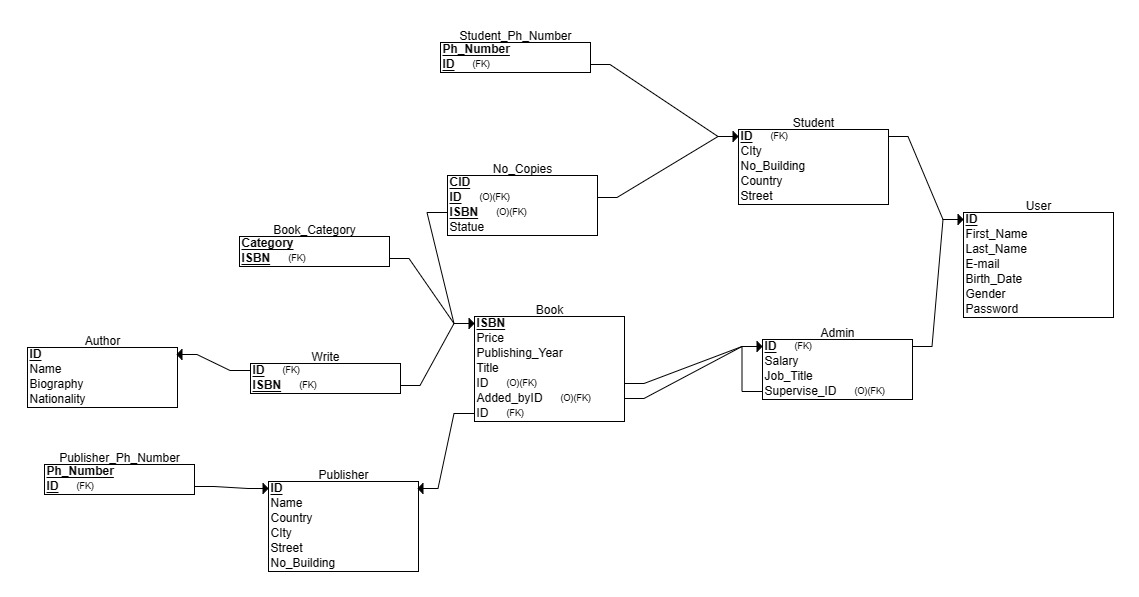 Student_Ph_Number
Ph_Number
ID (FK)
Student
ID (FK)
CIty
No_Building
Country
Street
No_Copies
CID
ID (O)(FK)
ISBN (O)(FK)
Statue
User
ID
First_Name
Last_Name
E-mail
Birth_Date
Gender
Password
Book_Category
Category
ISBN (FK)
Book
ISBN
Price
Publishing_Year
Title
ID (O)(FK)
Added_byID (O)(FK)
ID (FK)
Admin
ID (FK)
Salary
Job_Title
Supervise_ID (O)(FK)
Author
ID
Name
Biography
Nationality
Write
ID (FK)
ISBN (FK)
Publisher_Ph_Number
Ph_Number
ID (FK)
Publisher
ID
Name
Country
CIty
Street
No_Building